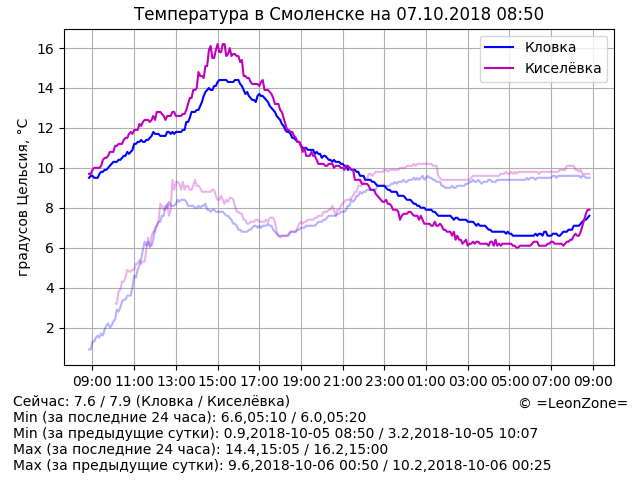 Температура в Смоленске на 07.10.2018 08:50
градусов Цельсия, °C
16
14
12
10
8
6
4
2
Кловка
Киселёвка
09:00 11:00 13:00 15:00 17:00 19:00 21:00 23:00 01:00 03:00 05:00 07:00 09:00
Сейчас: 7.6 / 7.9 (Кловка / Киселёвка)
© =LeonZone=
Min (за последние 24 часа): 6.6,05:10 / 6.0,05:20
Min (за предыдущие сутки): 0.9,2018-10-05 08:50 / 3.2,2018-10-05 10:07
Max (за последние 24 часа): 14.4,15:05 / 16.2,15:00
Max (за предыдущие сутки): 9.6,2018-10-06 00:50 / 10.2,2018-10-06 00:25